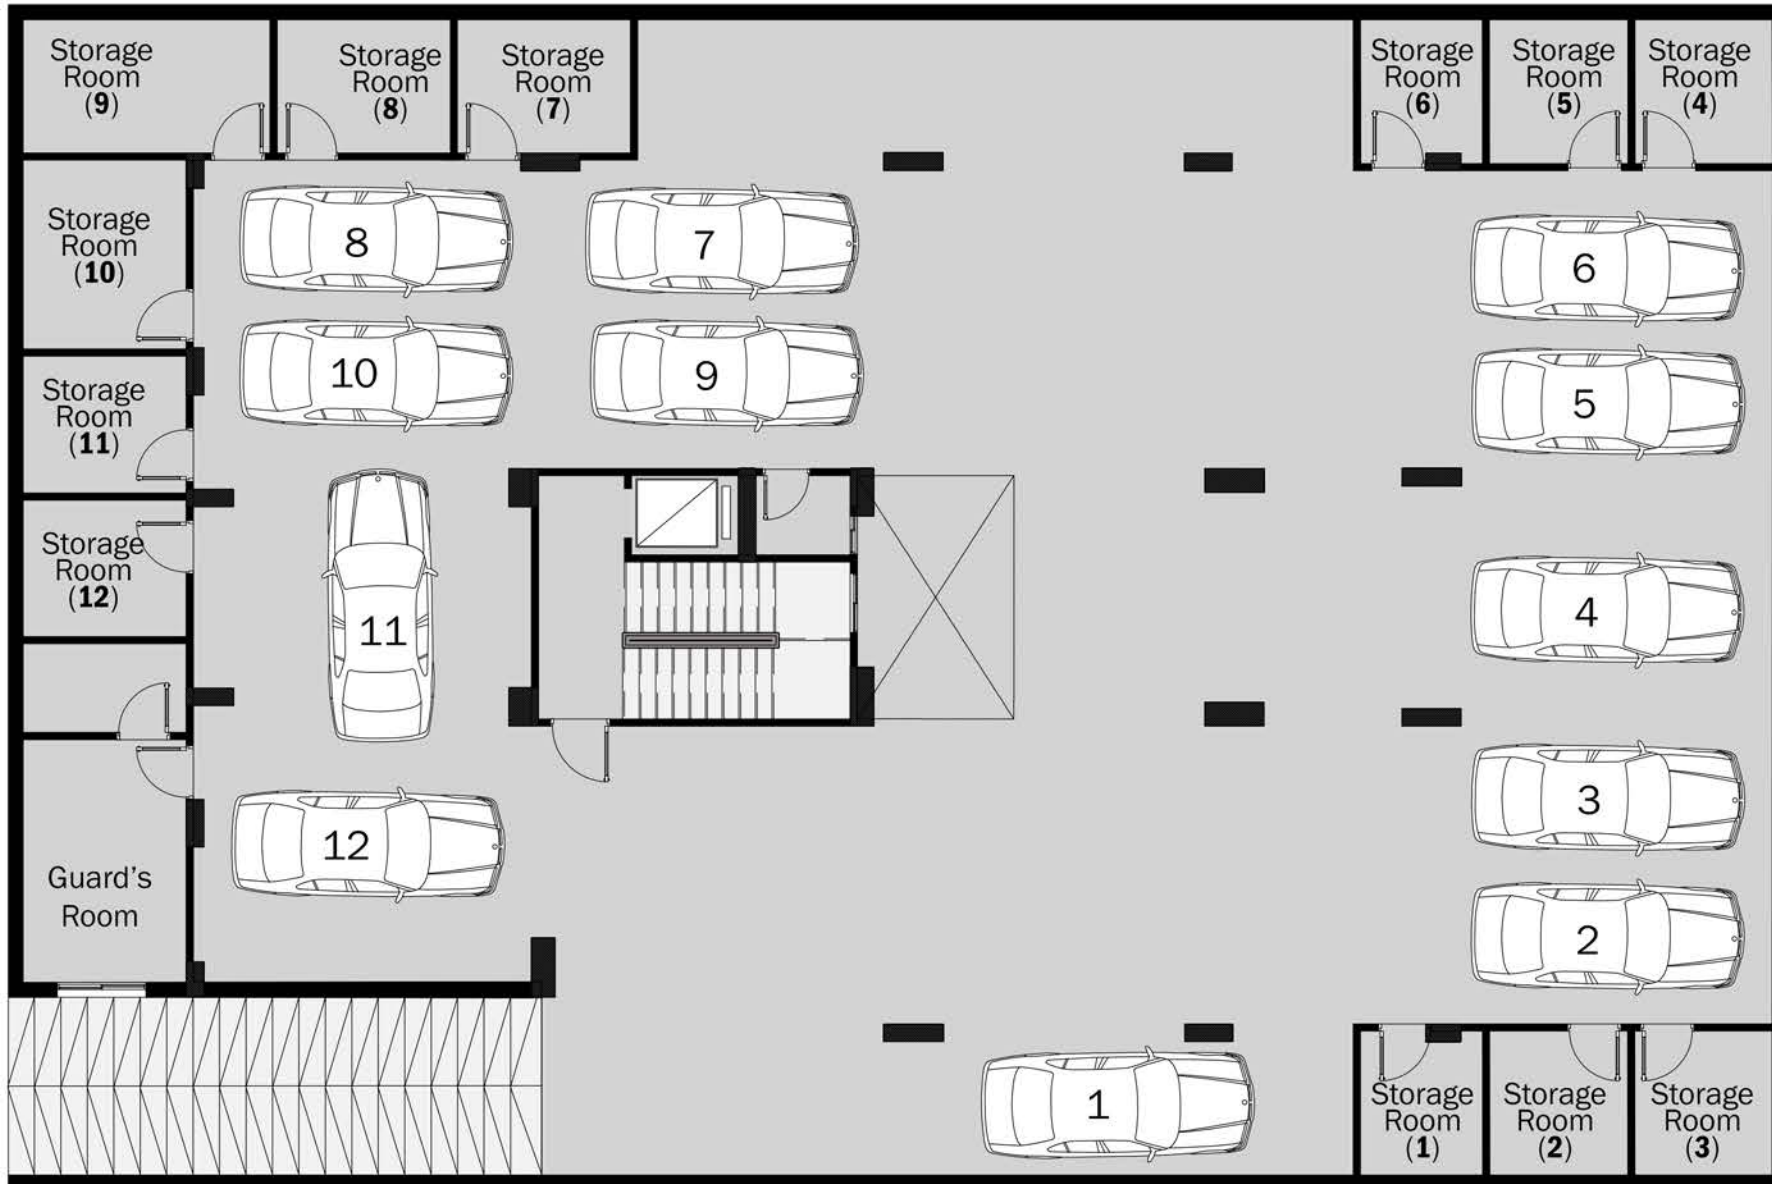 Storage
Room
(9)
Storage
Room
(8)
Storage
Room
(7)
Storage
Room
(6)
Storage
Room
(5)
Storage
Room
(4)
Storage
Room
(10)
8
7
6
Storage
Room
(11)
10
9
5
Storage
Room
(12)
11
4
12
3
Guard's
Room
2
1
Storage
Room
(1)
Storage
Room
(2)
Storage
Room
(3)